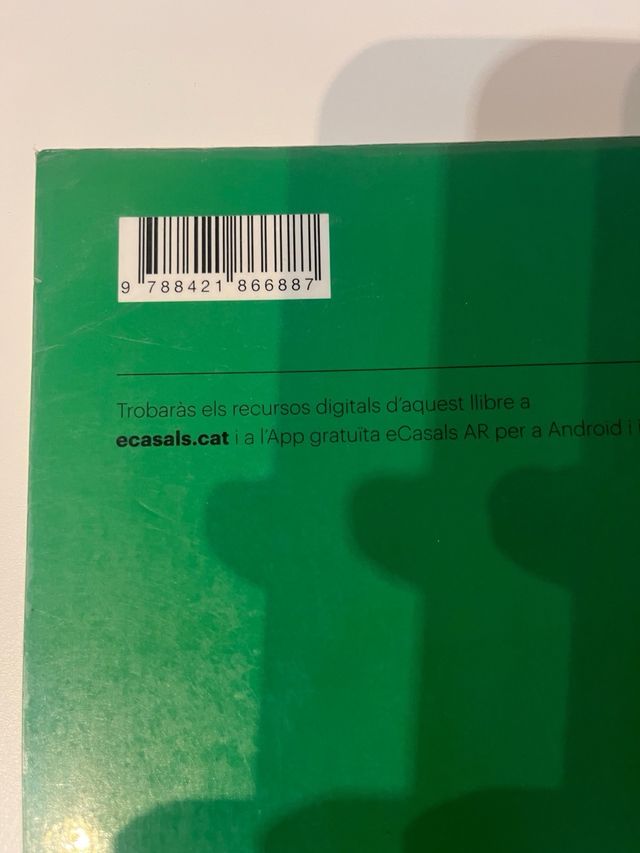 9 788421 866887
Trobaràs els recursos digitals d'aquest llibre a
ecasals.cat i a l'App gratuïta eCasals AR per a Android i